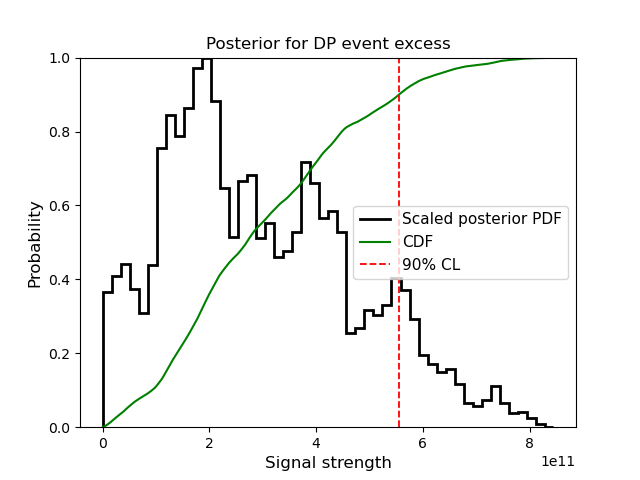 Posterior for DP event excess
1.0
0.8
0.6
0.4
0.2
0.0
Probability
Scaled posterior PDF
CDF
90% CL
0
2
4
6
8
1e11
Signal strength